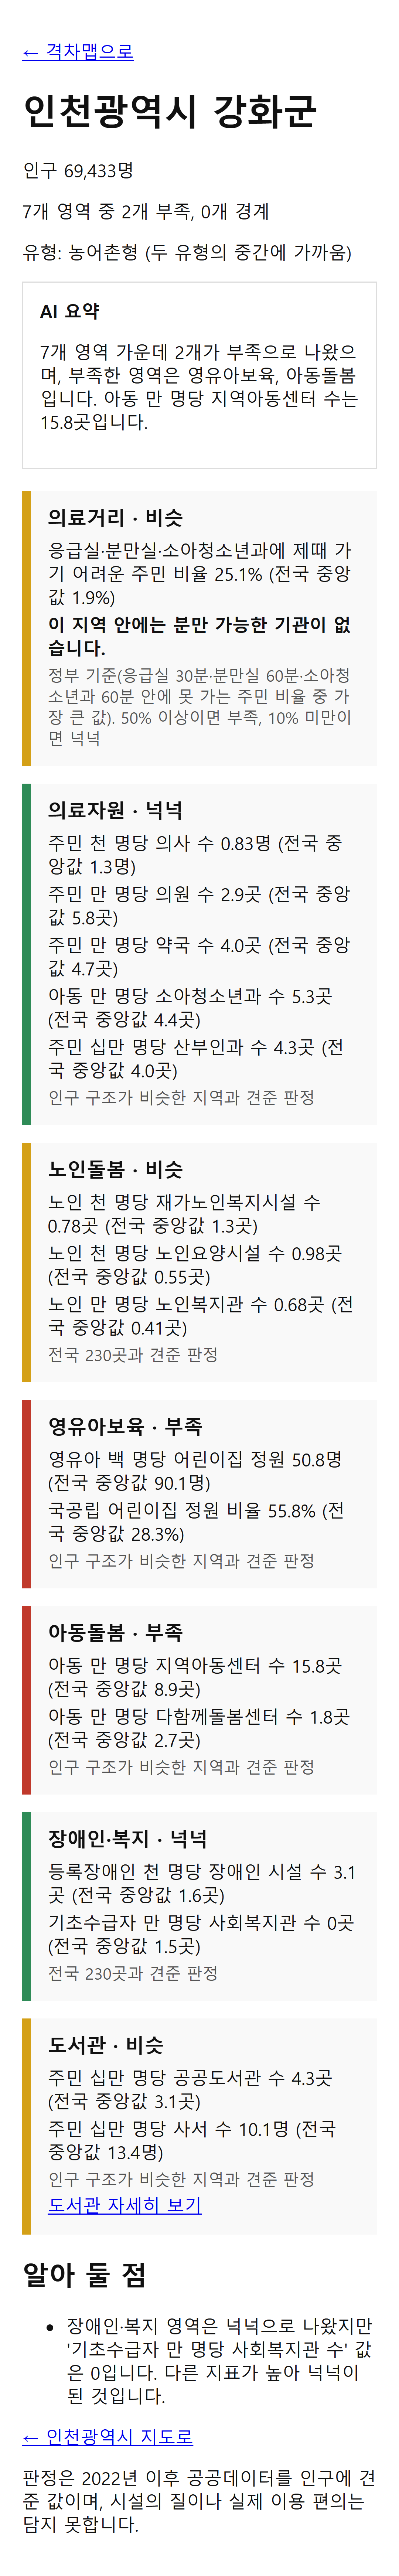 ← 격차맵으로
인천광역시 강화군
인구 69,433명
7개 영역 중 2개 부족, 0개 경계
유형: 농어촌형 (두 유형의 중간에 가까움)
AI 요약
7개 영역 가운데 2개가 부족으로 나왔으
며, 부족한 영역은 영유아보육, 아동돌봄
입니다. 아동 만 명당 지역아동센터 수는
15.8곳입니다.
의료거리 · 비슷
응급실·분만실·소아청소년과에 제때 가
기 어려운 주민 비율 25.1% (전국 중앙
값 1.9%)
이 지역 안에는 분만 가능한 기관이 없
습니다.
정부 기준(응급실 30분·분만실 60분·소아청
소년과 60분 안에 못 가는 주민 비율 중 가
장 큰 값). 50% 이상이면 부족, 10% 미만이
면 넉넉
의료자원 · 넉넉
주민 천 명당 의사 수 0.83명 (전국 중
앙값 1.3명)
주민 만 명당 의원 수 2.9곳 (전국 중앙
값 5.8곳)
주민 만 명당 약국 수 4.0곳 (전국 중앙
값 4.7곳)
아동 만 명당 소아청소년과 수 5.3곳
(전국 중앙값 4.4곳)
주민 십만 명당 산부인과 수 4.3곳 (전
국 중앙값 4.0곳)
인구 구조가 비슷한 지역과 견준 판정
노인돌봄 · 비슷
노인 천 명당 재가노인복지시설 수
0.78곳 (전국 중앙값 1.3곳)
노인 천 명당 노인요양시설 수 0.98곳
(전국 중앙값 0.55곳)
노인 만 명당 노인복지관 수 0.68곳 (전
국 중앙값 0.41곳)
전국 230곳과 견준 판정
영유아보육 · 부족
영유아 백 명당 어린이집 정원 50.8명
(전국 중앙값 90.1명)
국공립 어린이집 정원 비율 55.8% (전
국 중앙값 28.3%)
인구 구조가 비슷한 지역과 견준 판정
아동돌봄 · 부족
아동 만 명당 지역아동센터 수 15.8곳
(전국 중앙값 8.9곳)
아동 만 명당 다함께돌봄센터 수 1.8곳
(전국 중앙값 2.7곳)
인구 구조가 비슷한 지역과 견준 판정
장애인·복지 · 넉넉
등록장애인 천 명당 장애인 시설 수 3.1
곳 (전국 중앙값 1.6곳)
기초수급자 만 명당 사회복지관 수 0곳
(전국 중앙값 1.5곳)
전국 230곳과 견준 판정
도서관 · 비슷
주민 십만 명당 공공도서관 수 4.3곳
(전국 중앙값 3.1곳)
주민 십만 명당 사서 수 10.1명 (전국
중앙값 13.4명)
인구 구조가 비슷한 지역과 견준 판정
도서관 자세히 보기
알아 둘 점
• 장애인·복지 영역은 넉넉으로 나왔지만
'기초수급자 만 명당 사회복지관 수' 값
은 0입니다. 다른 지표가 높아 넉넉이
된 것입니다.
← 인천광역시 지도로
판정은 2022년 이후 공공데이터를 인구에 견
준 값이며, 시설의 질이나 실제 이용 편의는
담지 못합니다.